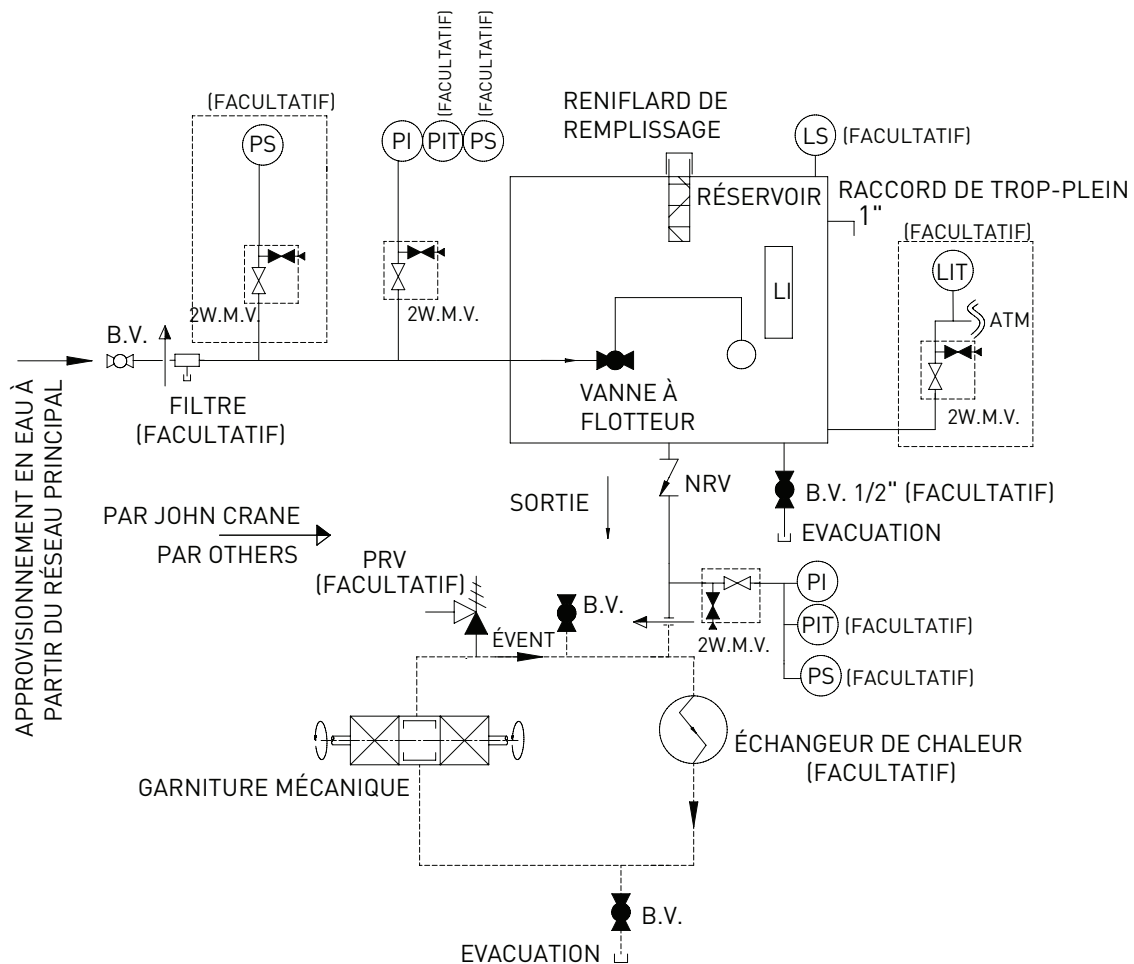 (FACULTATIF)
(FACULTATIF)
(FACULTATIF)
PS
PI
PIT
PS
RENIFLARD DE
REMPLISSAGE
LS
(FACULTATIF)
RÉSERVOIR
RACCORD DE TROP-PLEIN
1"
(FACULTATIF)
LIT
ATM
LI
2W.M.V.
2W.M.V.
2W.M.V.
B.V.
FILTRE
(FACULTATIF)
VANNE À
FLOTTEUR
APPROVISIONNEMENT EN EAU À
PARTIR DU RÉSEAU PRINCIPAL
NRV
SORTIE
B.V. 1/2" (FACULTATIF)
EVACUATION
PAR JOHN CRANE
PAR OTHERS
PRV
(FACULTATIF)
B.V.
ÉVENT
2W.M.V.
PI
PIT
(FACULTATIF)
PS
(FACULTATIF)
GARNITURE MÉCANIQUE
ÉCHANGEUR DE CHALEUR
(FACULTATIF)
B.V.
EVACUATION